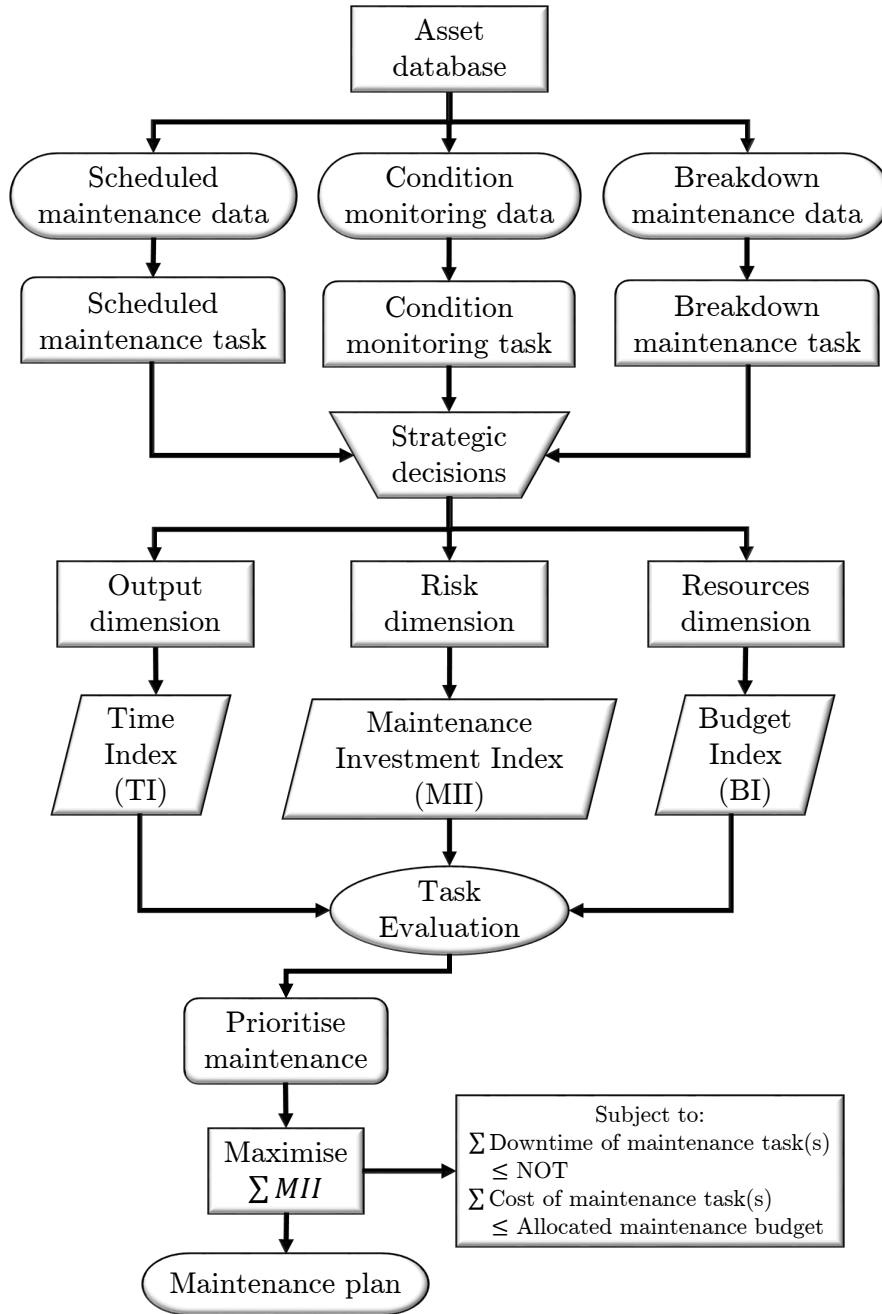 Asset
database
Scheduled
maintenance data
Condition
monitoring data
Breakdown
maintenance data
Scheduled
maintenance task
Condition
monitoring task
Breakdown
maintenance task
Strategic
decisions
Output
dimension
Risk
dimension
Resources
dimension
Time
Index
(TI)
Maintenance
Investment Index
(MII)
Budget
Index
(BI)
Task
Evaluation
Prioritise
maintenance
Maximise
∑ MII
Subject to:
∑ Downtime of maintenance task(s)
≤ NOT
∑ Cost of maintenance task(s)
≤ Allocated maintenance budget
Maintenance plan